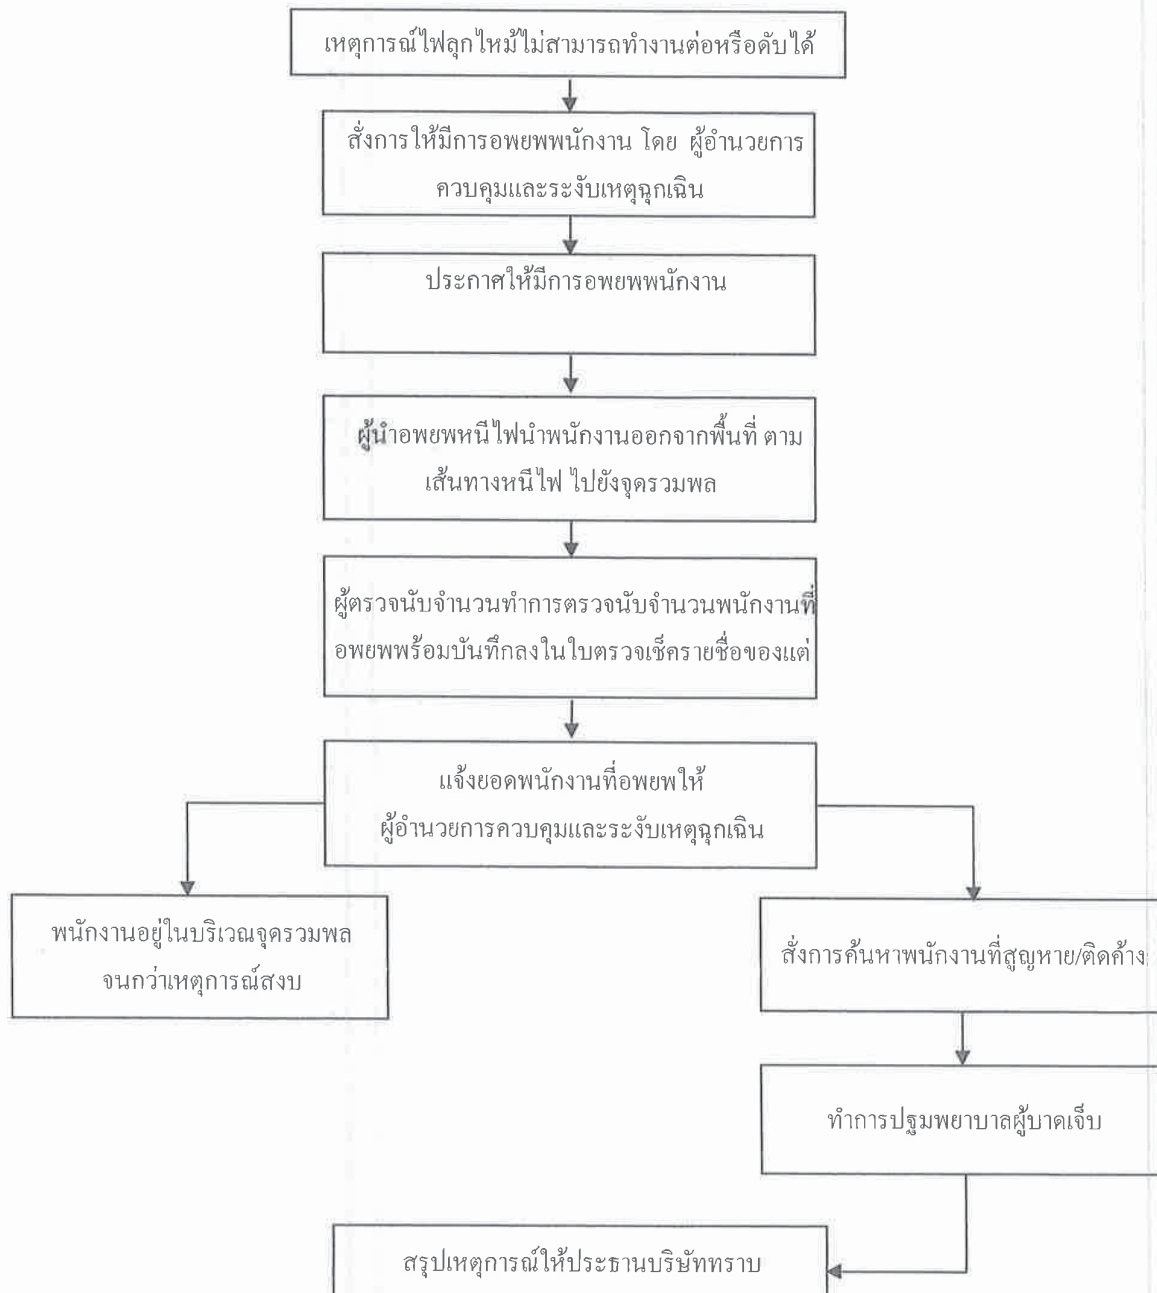 เหตุการณ์ไฟลุกไหม้ไม่สามารถทำงานต่อหรือดับได้
สั่งการให้มีการอพยพพนักงาน โดย ผู้อำนวยการ
ควบคุมและระงับเหตุฉุกเฉิน
ประกาศให้มีการอพยพพนักงาน
ผู้นำอพยพหนีไฟนำพนักงานออกจากพื้นที่ ตาม
เส้นทางหนีไฟ ไปยังจุดรวมพล
ผู้ตรวจนับจำนวนทำการตรวจนับจำนวนพนักงานที่
อพยพพร้อมบันทึกลงในใบตรวจเช็ครายชื่อของแต่
แจ้งยอดพนักงานที่อพยพให้
ผู้อำนวยการควบคุมและระงับเหตุฉุกเฉิน
พนักงานอยู่ในบริเวณจุดรวมพล
จนกว่าเหตุการณ์สงบ
สั่งการค้นหาพนักงานที่สูญหาย/ติดค้าง
ทำการปฐมพยาบาลผู้บาดเจ็บ
สรุปเหตุการณ์ให้ประธานบริษัททราบ